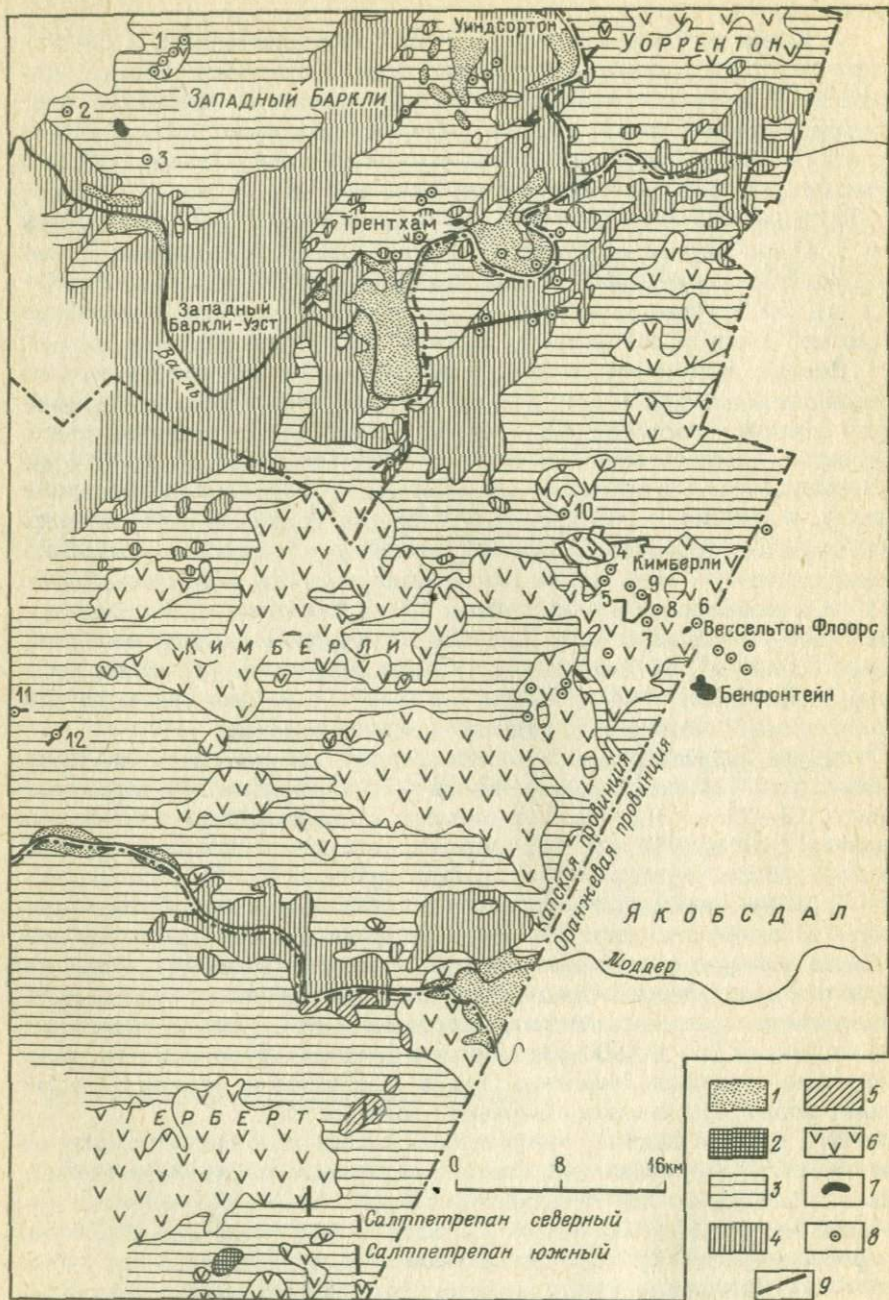 Уиндсортон
УОРРЕНТОН
1
ЗАПАДНЫЙ БАРКЛИ
2
3
Трентхам
ЗАПАДНЫЙ
БАРКЛИ-УЭСТ
Вааль
10
4
Кимберли
9
5
8
6
7
Вессельтон Флоорс
КИМБЕРЛИ
Бенфонтейн
11
12
Капская провинция
Оранжевая провинция
ЯКОБСДАЛ
Моддер
ГЕРБЕРТ
0 8 16км
Салтпетрепан северный
Салтпетрепан южный
1 5
2 6
3 7
4 8
9